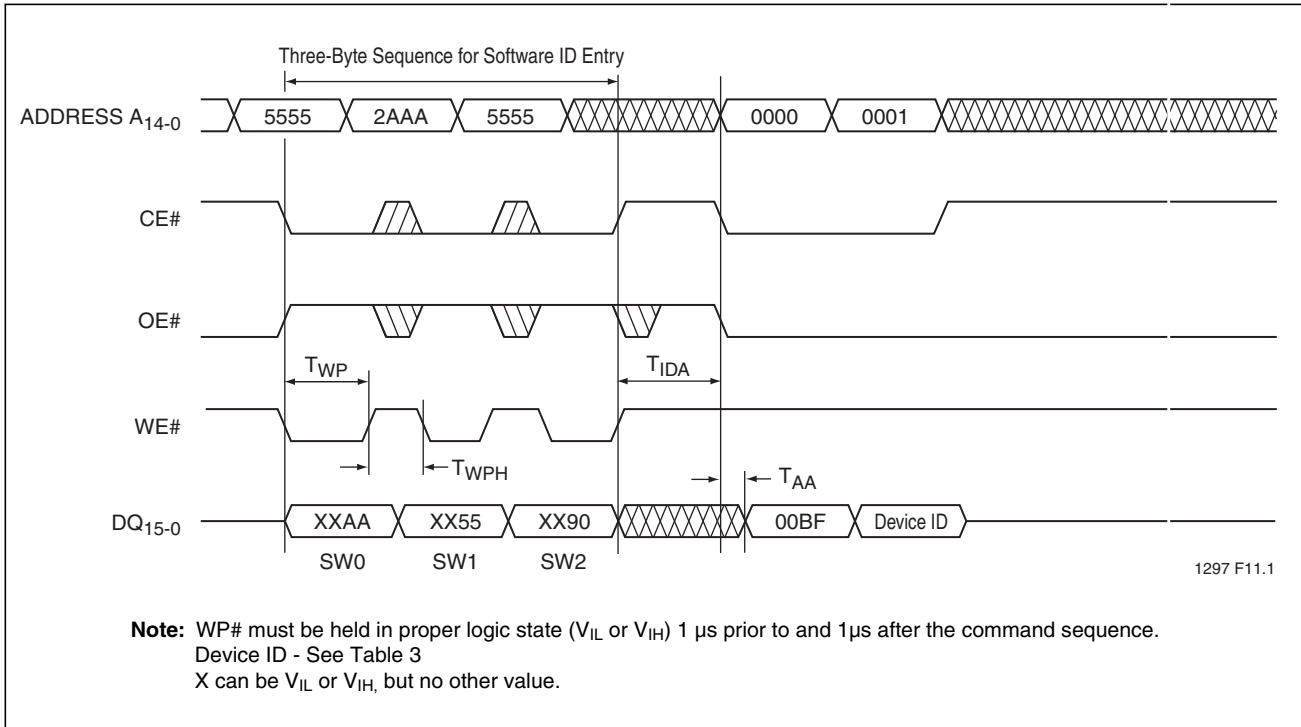 Three-Byte Sequence for Software ID Entry
ADDRESS A14-0
5555 2AAA 5555 0000 0001
CE#
OE#
TWP TIDA
WE#
TWPH TAA
DQ15-0 XXAA XX55 XX90 00BF Device ID
SW0 SW1 SW2
1297 F11.1
Note: WP# must be held in proper logic state (VIL or VIH) 1 µs prior to and 1µs after the command sequence.
Device ID - See Table 3
X can be VIL or VIH, but no other value.